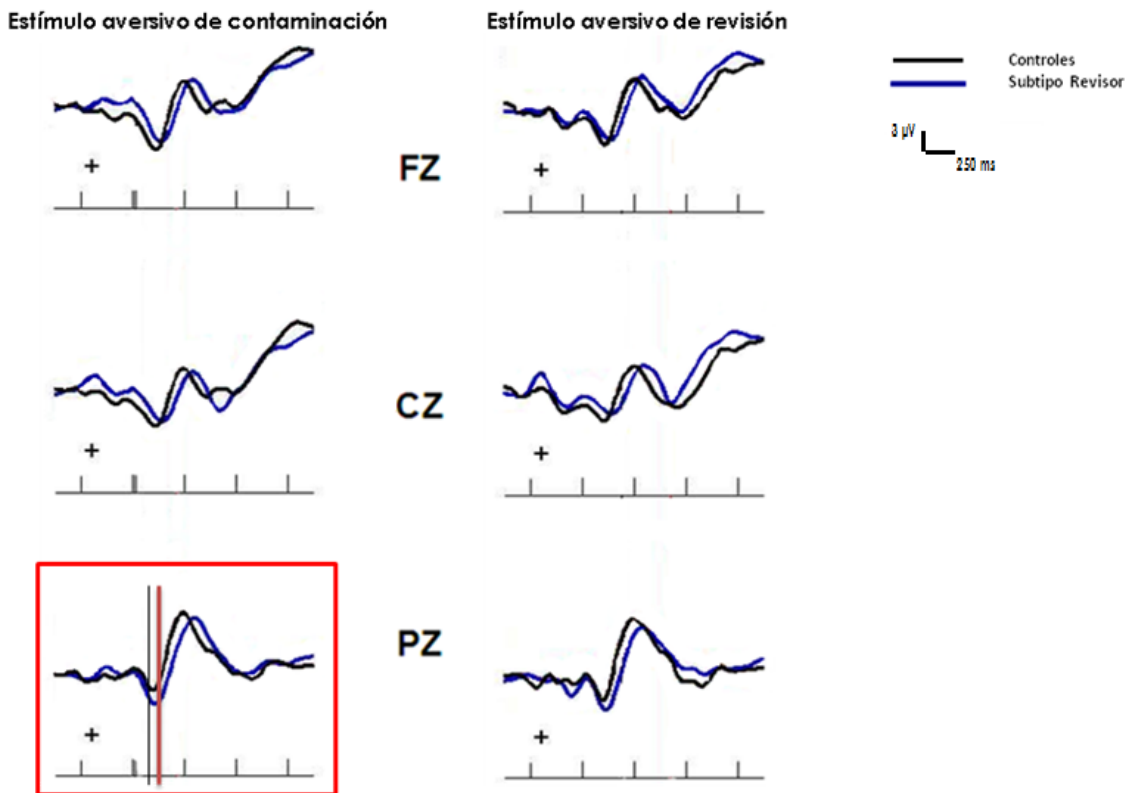 Estímulo aversivo de contaminación
Estímulo aversivo de revisión
Controles
Subtipo Revisor
3 µV
250 ms
+
FZ
+
+
CZ
+
+
PZ
+